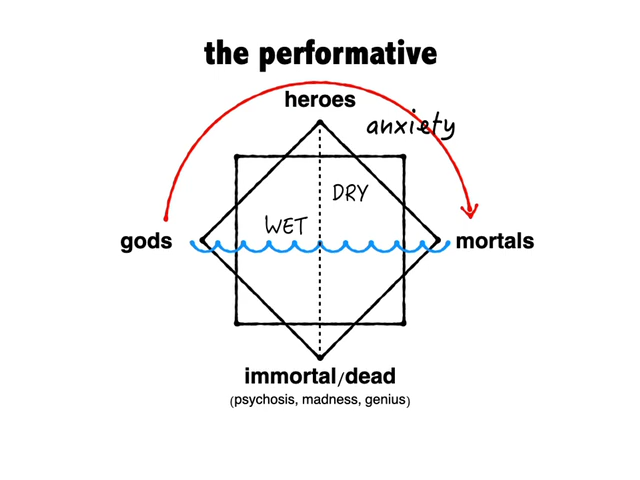 the performative
heroes
anxiety
DRY
WET
gods
mortals
immortal/dead
(psychosis, madness, genius)